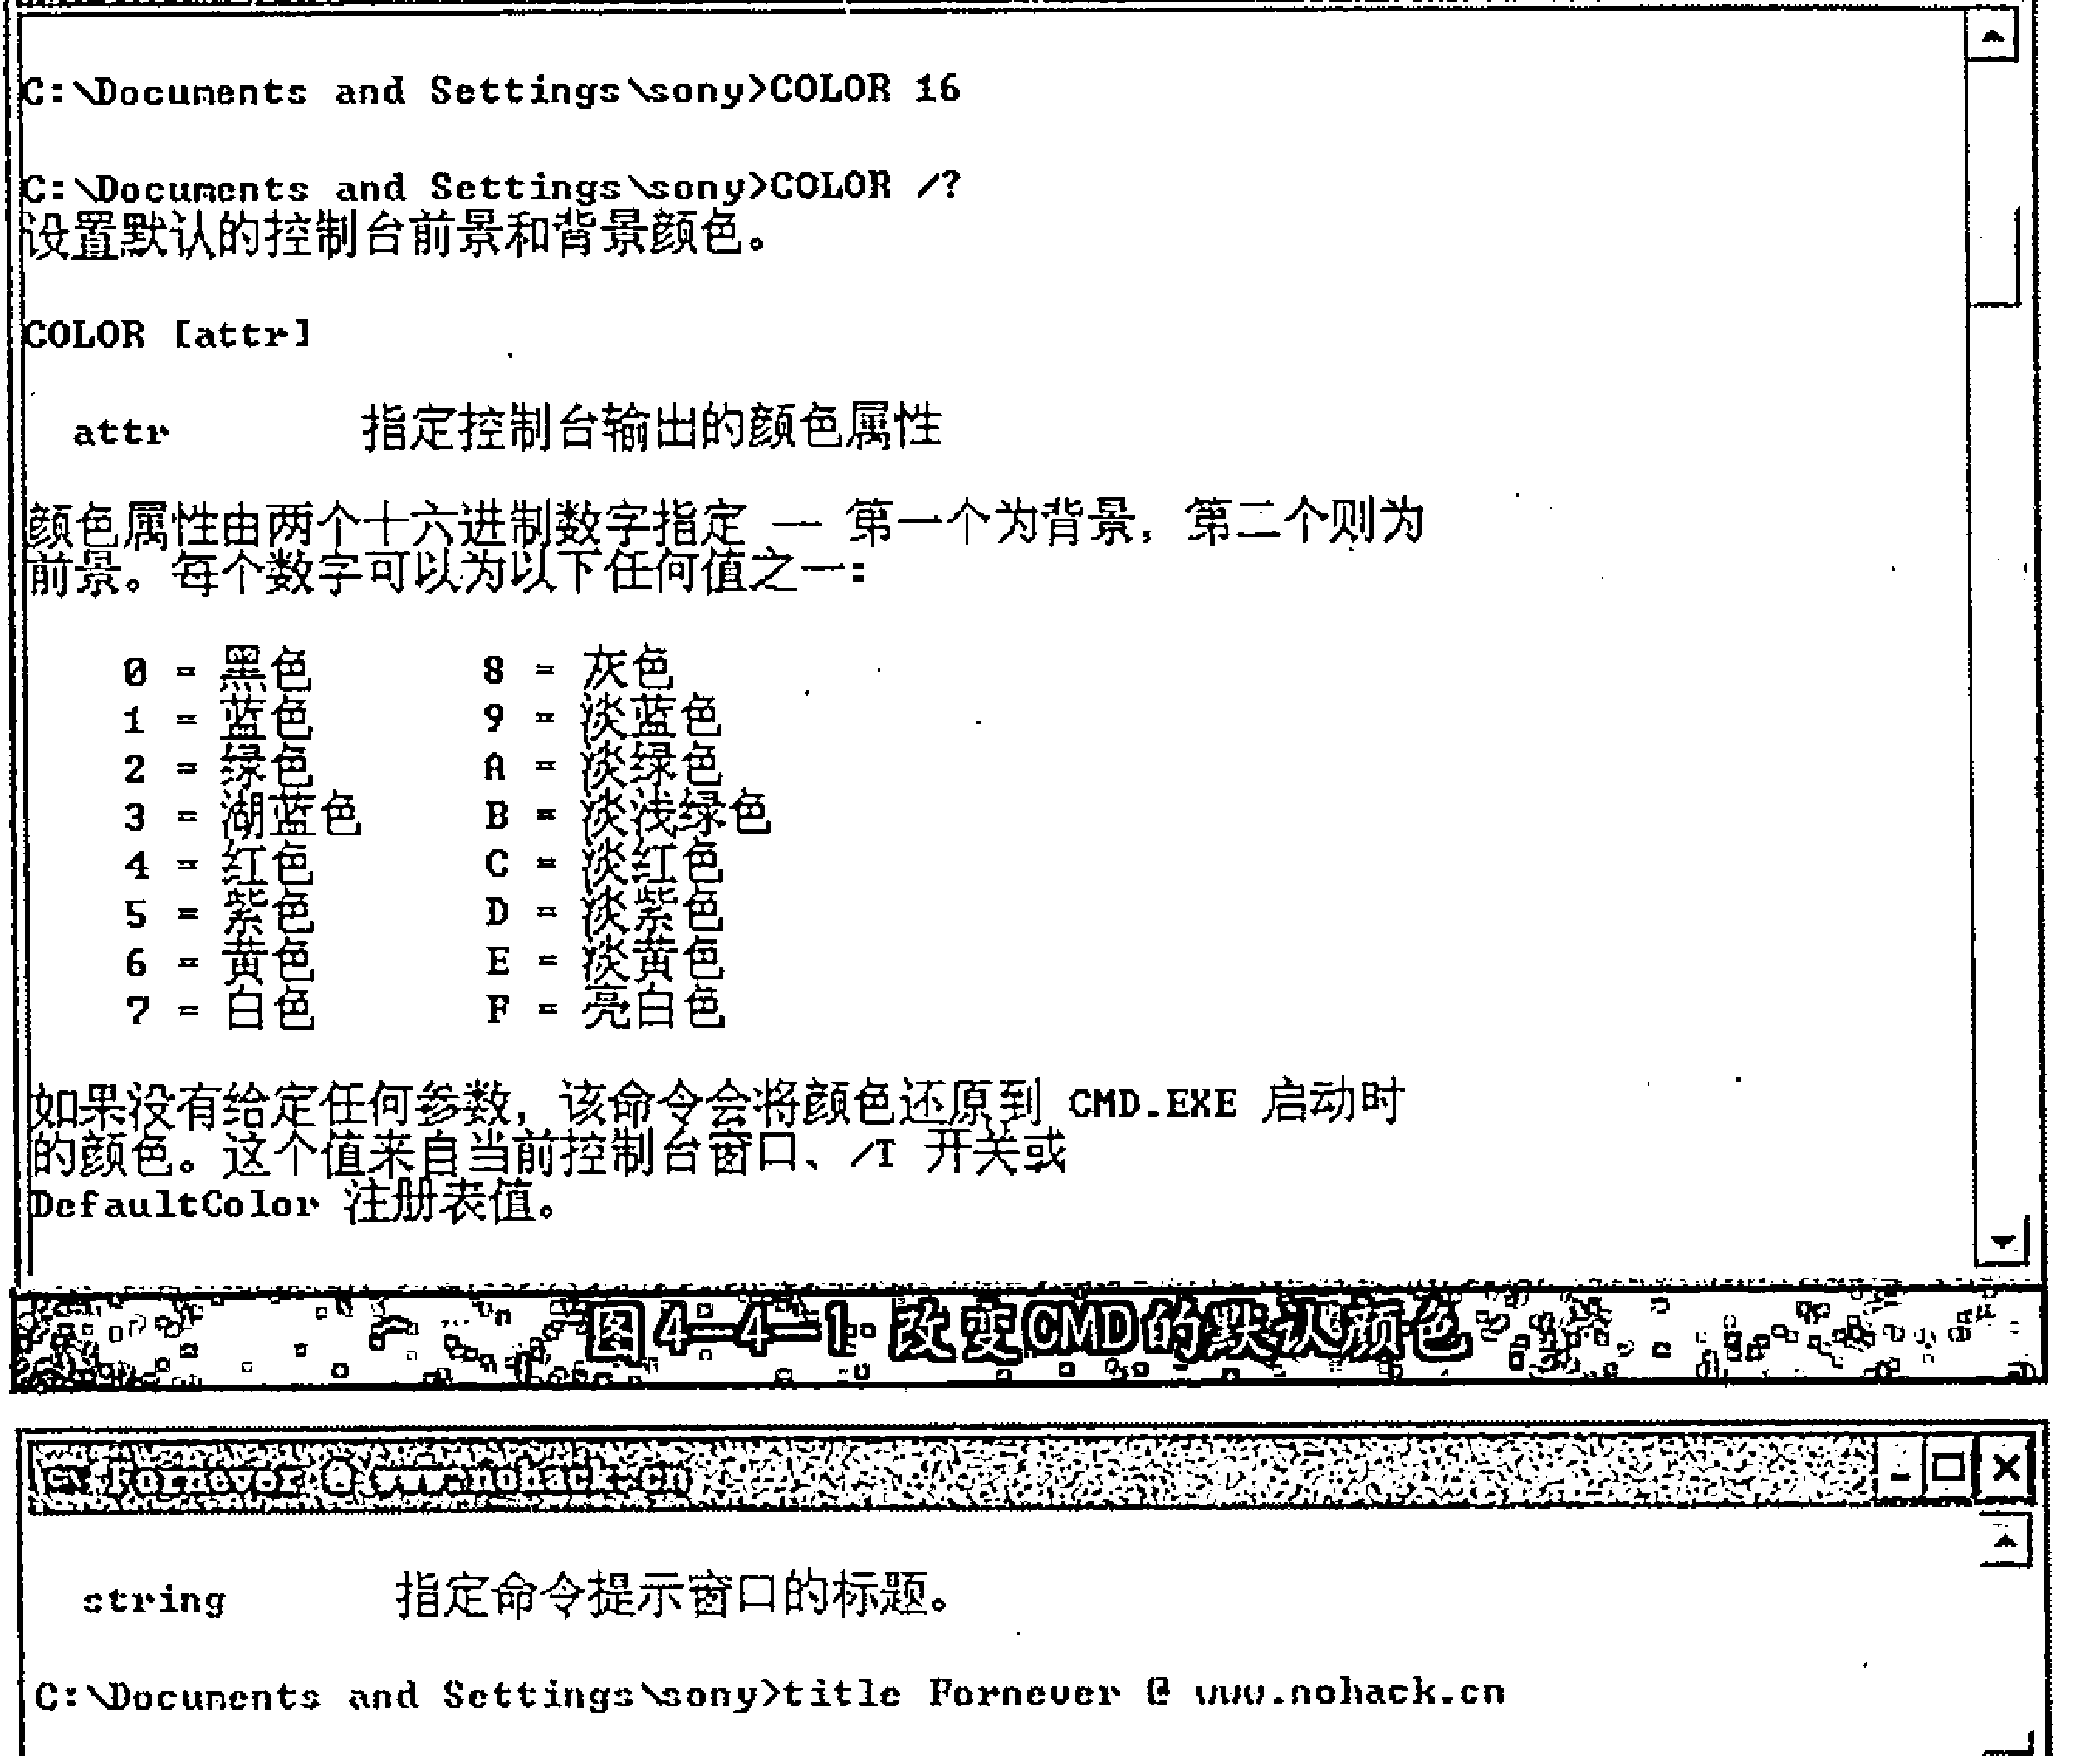 C:\Documents and Settings\sony>COLOR 16
C:\Documents and Settings\sony>COLOR /?
设置默认的控制台前景和背景颜色。
COLOR [attr]
attr 指定控制台输出的颜色属性
颜色属性由两个十六进制数字指定 -- 第一个为背景，第二个则为
前景。每个数字可以为以下任何值之一:
0 = 黑色 8 = 灰色
1 = 蓝色 9 = 淡蓝色
2 = 绿色 A = 淡绿色
3 = 湖蓝色 B = 淡浅绿色
4 = 红色 C = 淡红色
5 = 紫色 D = 淡紫色
6 = 黄色 E = 淡黄色
7 = 白色 F = 亮白色
如果没有给定任何参数，该命令会将颜色还原到 CMD.EXE 启动时
的颜色。这个值来自当前控制台窗口、/T 开关或
DefaultColor 注册表值。
图4-4-1 改变CMD的默认颜色
C:\ Fornever @ www.nohack.cn
string 指定命令提示窗口的标题。
C:\Documents and Settings\sony>title Fornever @ www.nohack.cn